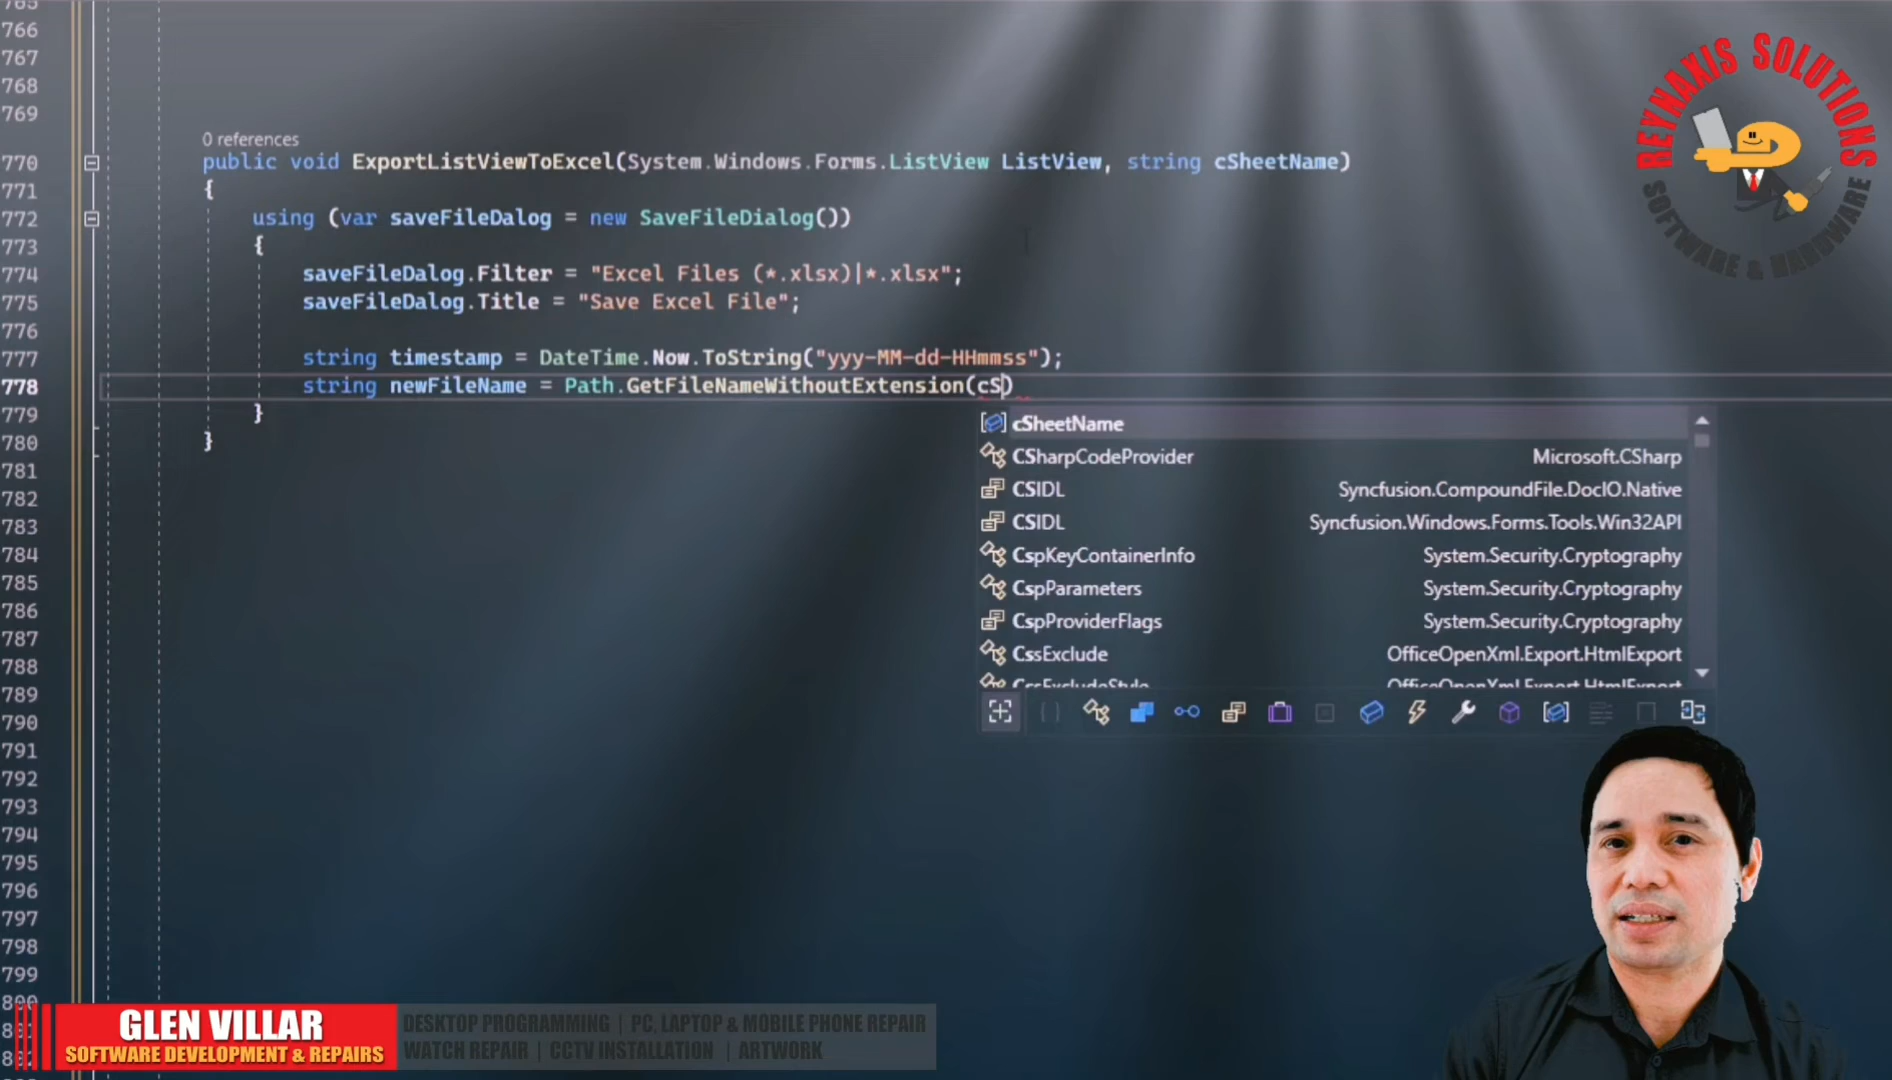 765
766
767
768
769
0 references
770 public void ExportListViewToExcel(System.Windows.Forms.ListView ListView, string cSheetName)
771 {
772 using (var saveFileDalog = new SaveFileDialog())
773 {
774 saveFileDalog.Filter = "Excel Files (*.xlsx)|*.xlsx";
775 saveFileDalog.Title = "Save Excel File";
776
777 string timestamp = DateTime.Now.ToString("yyy-MM-dd-HHmmss");
778 string newFileName = Path.GetFileNameWithoutExtension(cS)
779 }
780 }
781
782
783
784
785
786
787
788
789
790
791
792
793
794
795
796
797
798
799
cSheetName
CSharpCodeProvider Microsoft.CSharp
CSIDL Syncfusion.CompoundFile.DocIO.Native
CSIDL Syncfusion.Windows.Forms.Tools.Win32API
CspKeyContainerInfo System.Security.Cryptography
CspParameters System.Security.Cryptography
CspProviderFlags System.Security.Cryptography
CssExclude OfficeOpenXml.Export.HtmlExport
CssExcludeStyle OfficeOpenXml.Export.HtmlExport
REYNAXIS SOLUTIONS
SOFTWARE & HARDWARE
GLEN VILLAR
SOFTWARE DEVELOPMENT & REPAIRS
DESKTOP PROGRAMMING | PC, LAPTOP & MOBILE PHONE REPAIR
WATCH REPAIR | CCTV INSTALLATION | ARTWORK